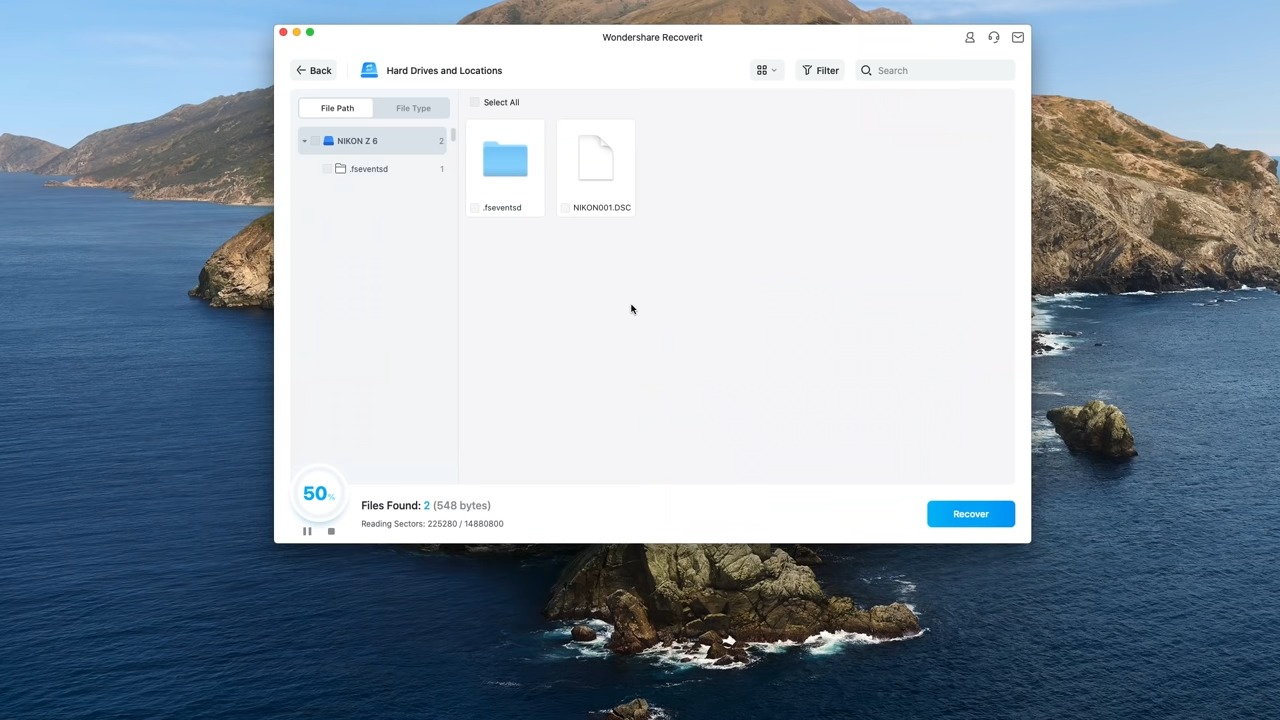 Wondershare Recoverit
Back
Hard Drives and Locations
Filter
Search
File Path
File Type
NIKON Z 6
2
.fseventsd
1
Select All
.fseventsd
NIKON001.DSC
50%
Files Found: 2 (548 bytes)
Reading Sectors: 225280 / 14880800
Recover